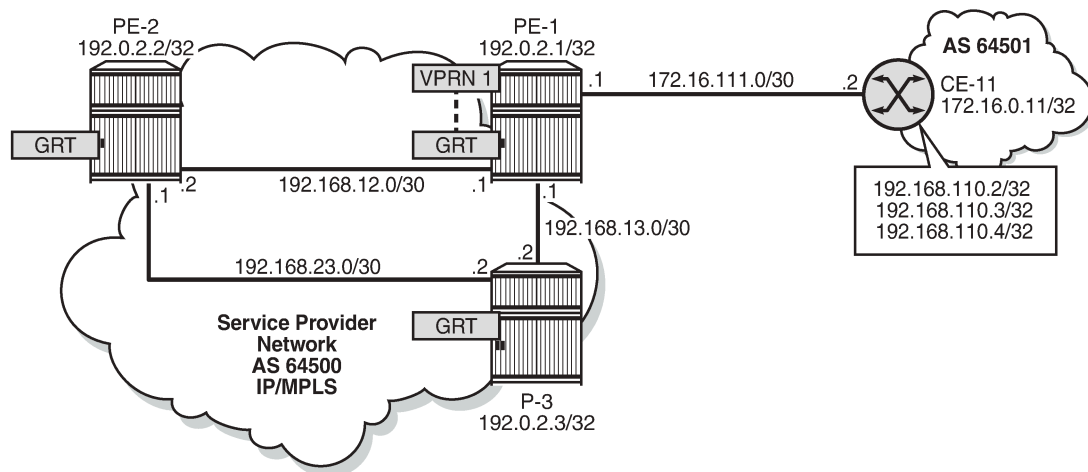 PE-2
192.0.2.2/32
PE-1
192.0.2.1/32
AS 64501
VPRN 1
.1
172.16.111.0/30
.2
CE-11
172.16.0.11/32
GRT
GRT
.2
192.168.12.0/30
.1
.1
.1
192.168.110.2/32
192.168.110.3/32
192.168.110.4/32
192.168.13.0/30
192.168.23.0/30
.2
.2
Service Provider
Network
AS 64500
IP/MPLS
GRT
P-3
192.0.2.3/32